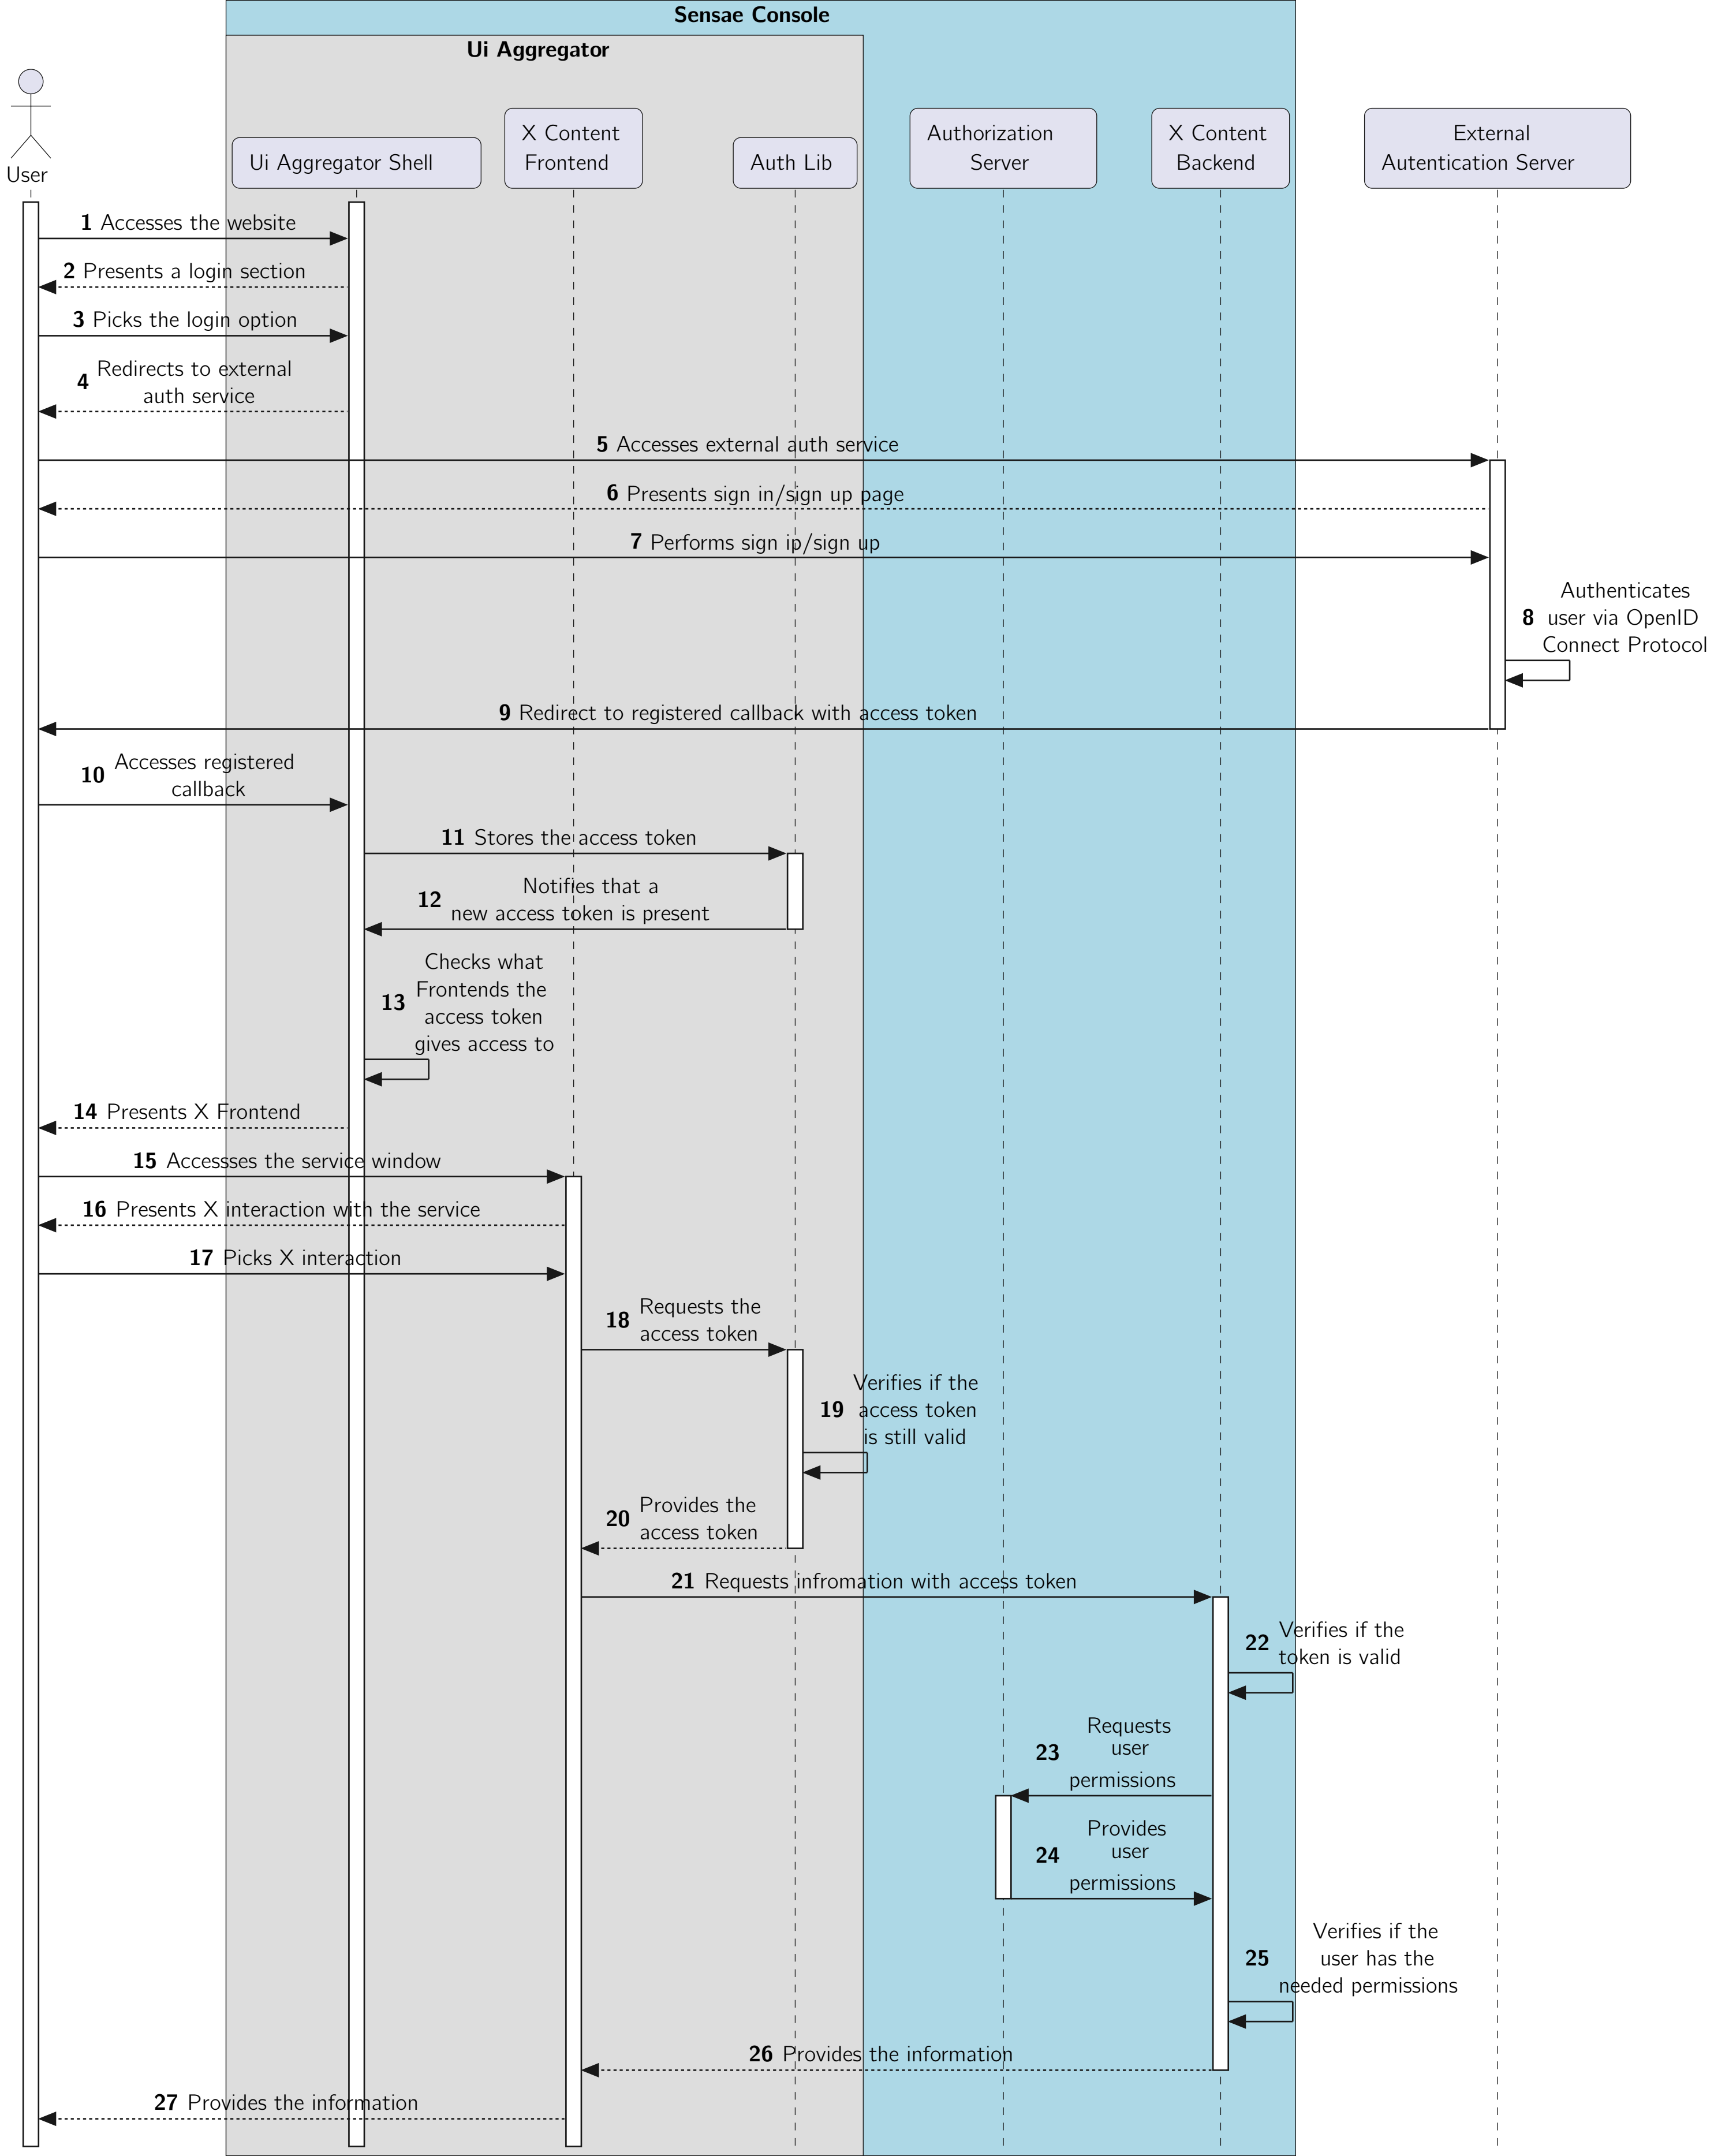 Sensae Console
Ui Aggregator
User
Ui Aggregator Shell
X Content
Frontend
Auth Lib
Authorization
Server
X Content
Backend
External
Autentication Server
1 Accesses the website
2 Presents a login section
3 Picks the login option
4 Redirects to external
auth service
5 Accesses external auth service
6 Presents sign in/sign up page
7 Performs sign ip/sign up
8 Authenticates
user via OpenID
Connect Protocol
9 Redirect to registered callback with access token
10 Accesses registered
callback
11 Stores the access token
12 Notifies that a
new access token is present
13 Checks what
Frontends the
access token
gives access to
14 Presents X Frontend
15 Accessses the service window
16 Presents X interaction with the service
17 Picks X interaction
18 Requests the
access token
19 Verifies if the
access token
is still valid
20 Provides the
access token
21 Requests infromation with access token
22 Verifies if the
token is valid
23 Requests
user
permissions
24 Provides
user
permissions
25 Verifies if the
user has the
needed permissions
26 Provides the information
27 Provides the information